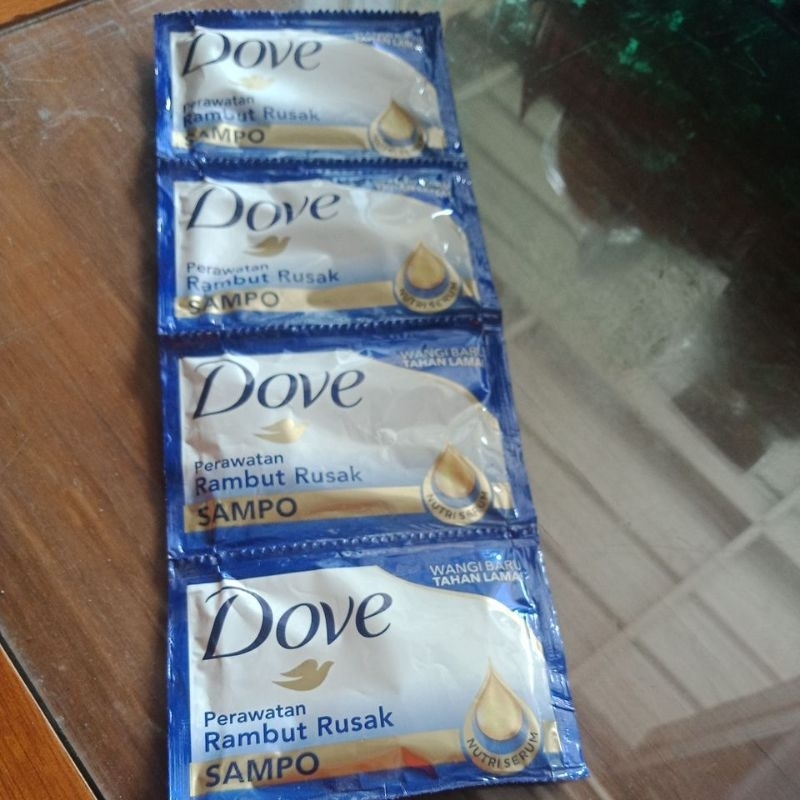 Dove
Perawatan
Rambut Rusak
SAMPO
Dove
Perawatan
Rambut Rusak
SAMPO
NUTRI SERUM
WANGI BARU
TAHAN LAMA
Dove
Perawatan
Rambut Rusak
SAMPO
NUTRI SERUM
WANGI BARU
TAHAN LAMA
Dove
Perawatan
Rambut Rusak
SAMPO
NUTRI SERUM